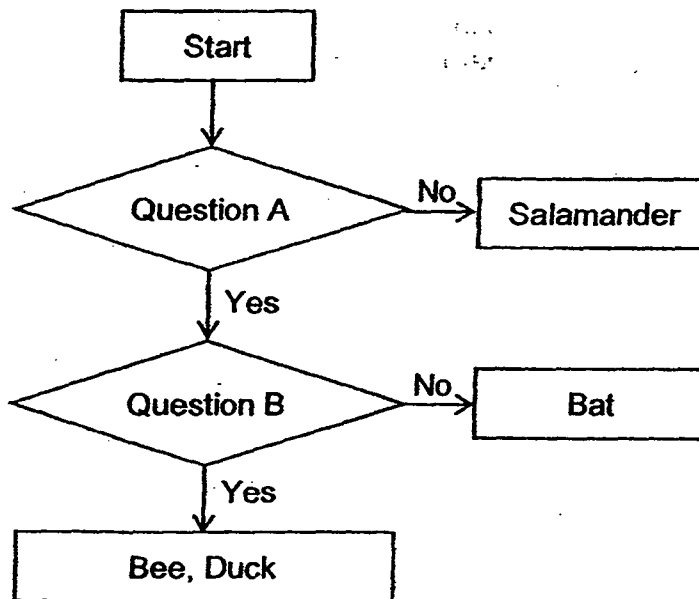 Start
Question A
No
Salamander
Yes
Question B
No
Bat
Yes
Bee, Duck